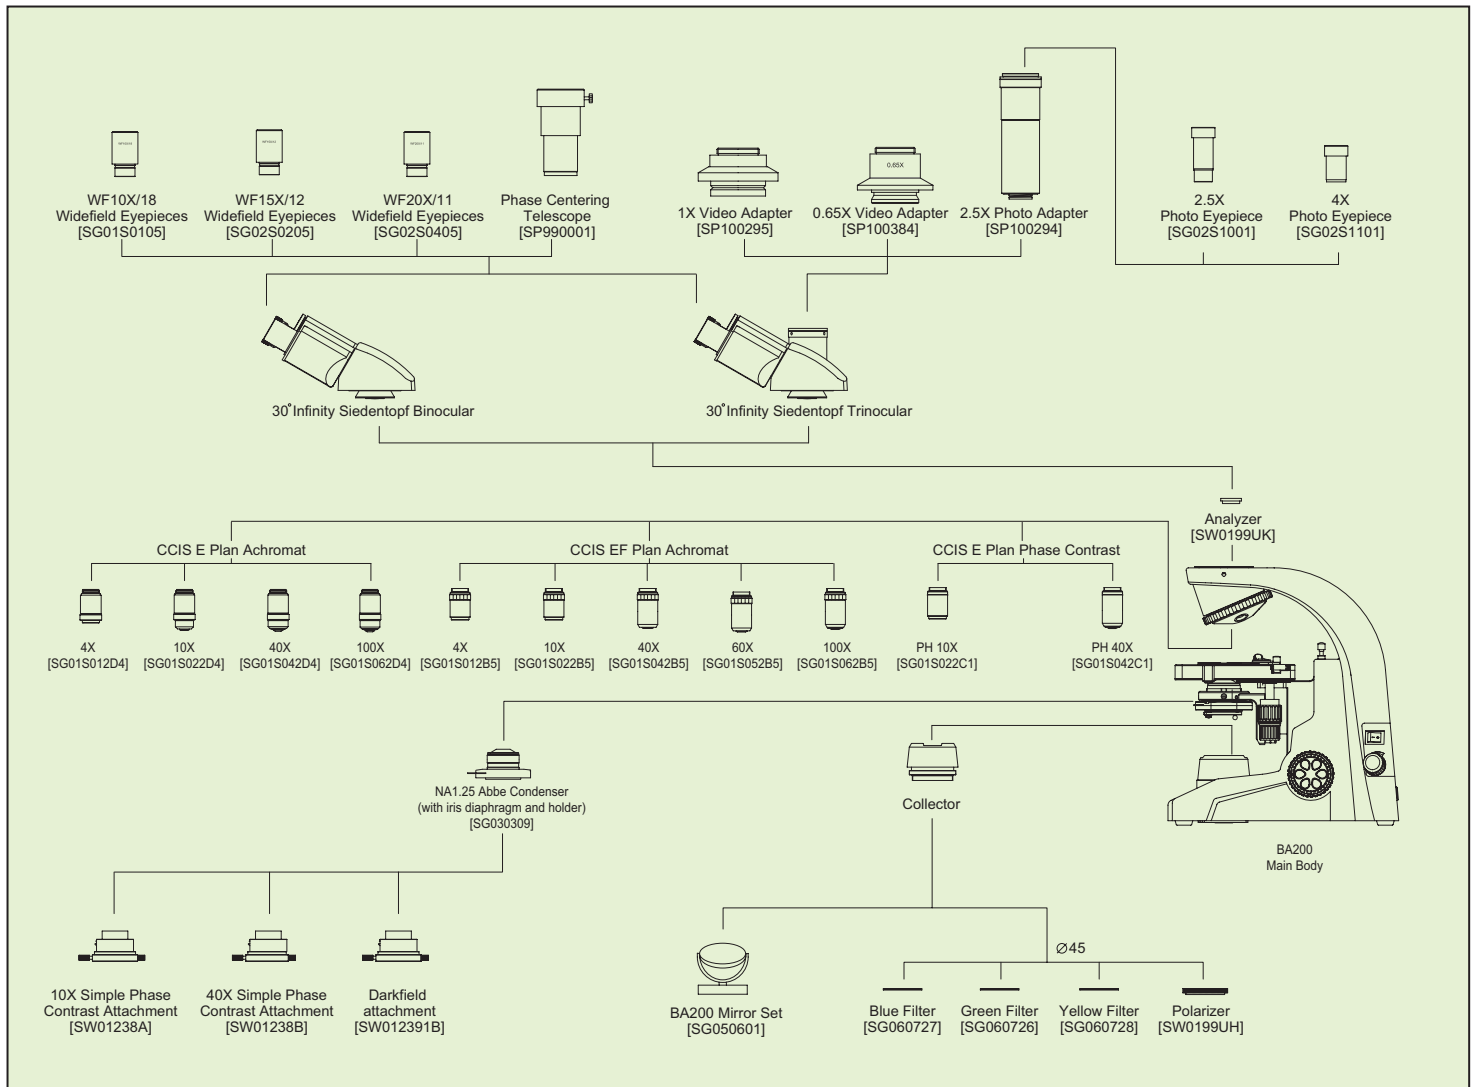 WF10X/18
Widefield Eyepieces
[SG01S0105]
WF15X/12
Widefield Eyepieces
[SG02S0205]
WF20X/11
Widefield Eyepieces
[SG02S0405]
Phase Centering
Telescope
[SP990001]
1X Video Adapter
[SP100295]
0.65X
0.65X Video Adapter
[SP100384]
2.5X Photo Adapter
[SP100294]
2.5X
Photo Eyepiece
[SG02S1001]
4X
Photo Eyepiece
[SG02S1101]
30°Infinity Siedentopf Binocular
30°Infinity Siedentopf Trinocular
Analyzer
[SW0199UK]
CCIS E Plan Achromat
CCIS EF Plan Achromat
CCIS E Plan Phase Contrast
4X
[SG01S012D4]
10X
[SG01S022D4]
40X
[SG01S042D4]
100X
[SG01S062D4]
4X
[SG01S012B5]
10X
[SG01S022B5]
40X
[SG01S042B5]
60X
[SG01S052B5]
100X
[SG01S062B5]
PH 10X
[SG01S022C1]
PH 40X
[SG01S042C1]
NA1.25 Abbe Condenser
(with iris diaphragm and holder)
[SG030309]
Collector
BA200
Main Body
10X Simple Phase
Contrast Attachment
[SW01238A]
40X Simple Phase
Contrast Attachment
[SW01238B]
Darkfield
attachment
[SW012391B]
BA200 Mirror Set
[SG050601]
∅45
Blue Filter
[SG060727]
Green Filter
[SG060726]
Yellow Filter
[SG060728]
Polarizer
[SW0199UH]